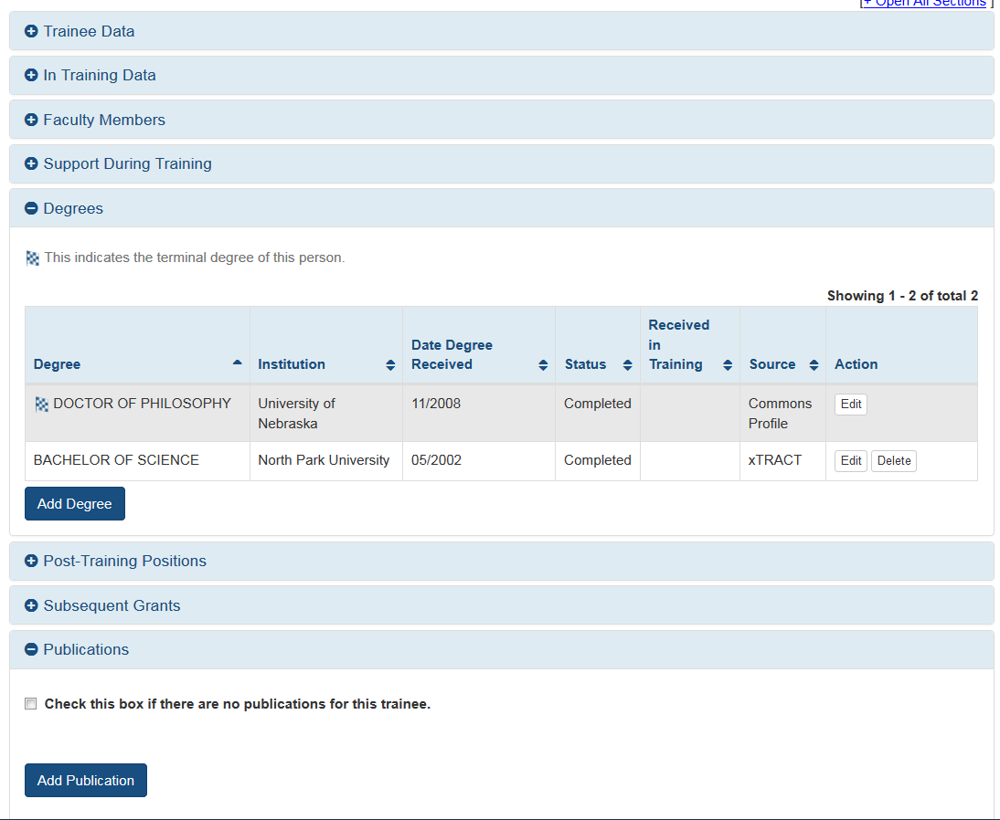 [+ Open All Sections ]
Trainee Data
In Training Data
Faculty Members
Support During Training
Degrees
This indicates the terminal degree of this person.
Showing 1 - 2 of total 2
Degree Institution Date Degree Received Status Received in Training Source Action
DOCTOR OF PHILOSOPHY University of Nebraska 11/2008 Completed Commons Profile Edit
BACHELOR OF SCIENCE North Park University 05/2002 Completed xTRACT Edit Delete
Add Degree
Post-Training Positions
Subsequent Grants
Publications
Check this box if there are no publications for this trainee.
Add Publication